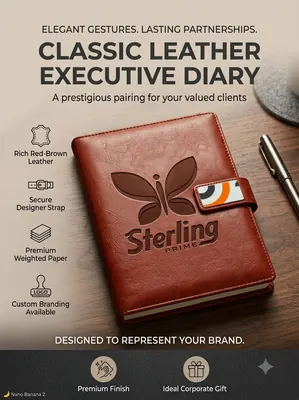 ELEGANT GESTURES. LASTING PARTNERSHIPS.
CLASSIC LEATHER
EXECUTIVE DIARY
A prestigious pairing for your valued clients
Rich Red-Brown
Leather
Secure
Designer Strap
Premium
Weighted Paper
LOGO
Custom Branding
Available
Sterling
PRIME
DESIGNED TO REPRESENT YOUR BRAND.
Premium Finish
Ideal Corporate Gift
Nano Banana 2